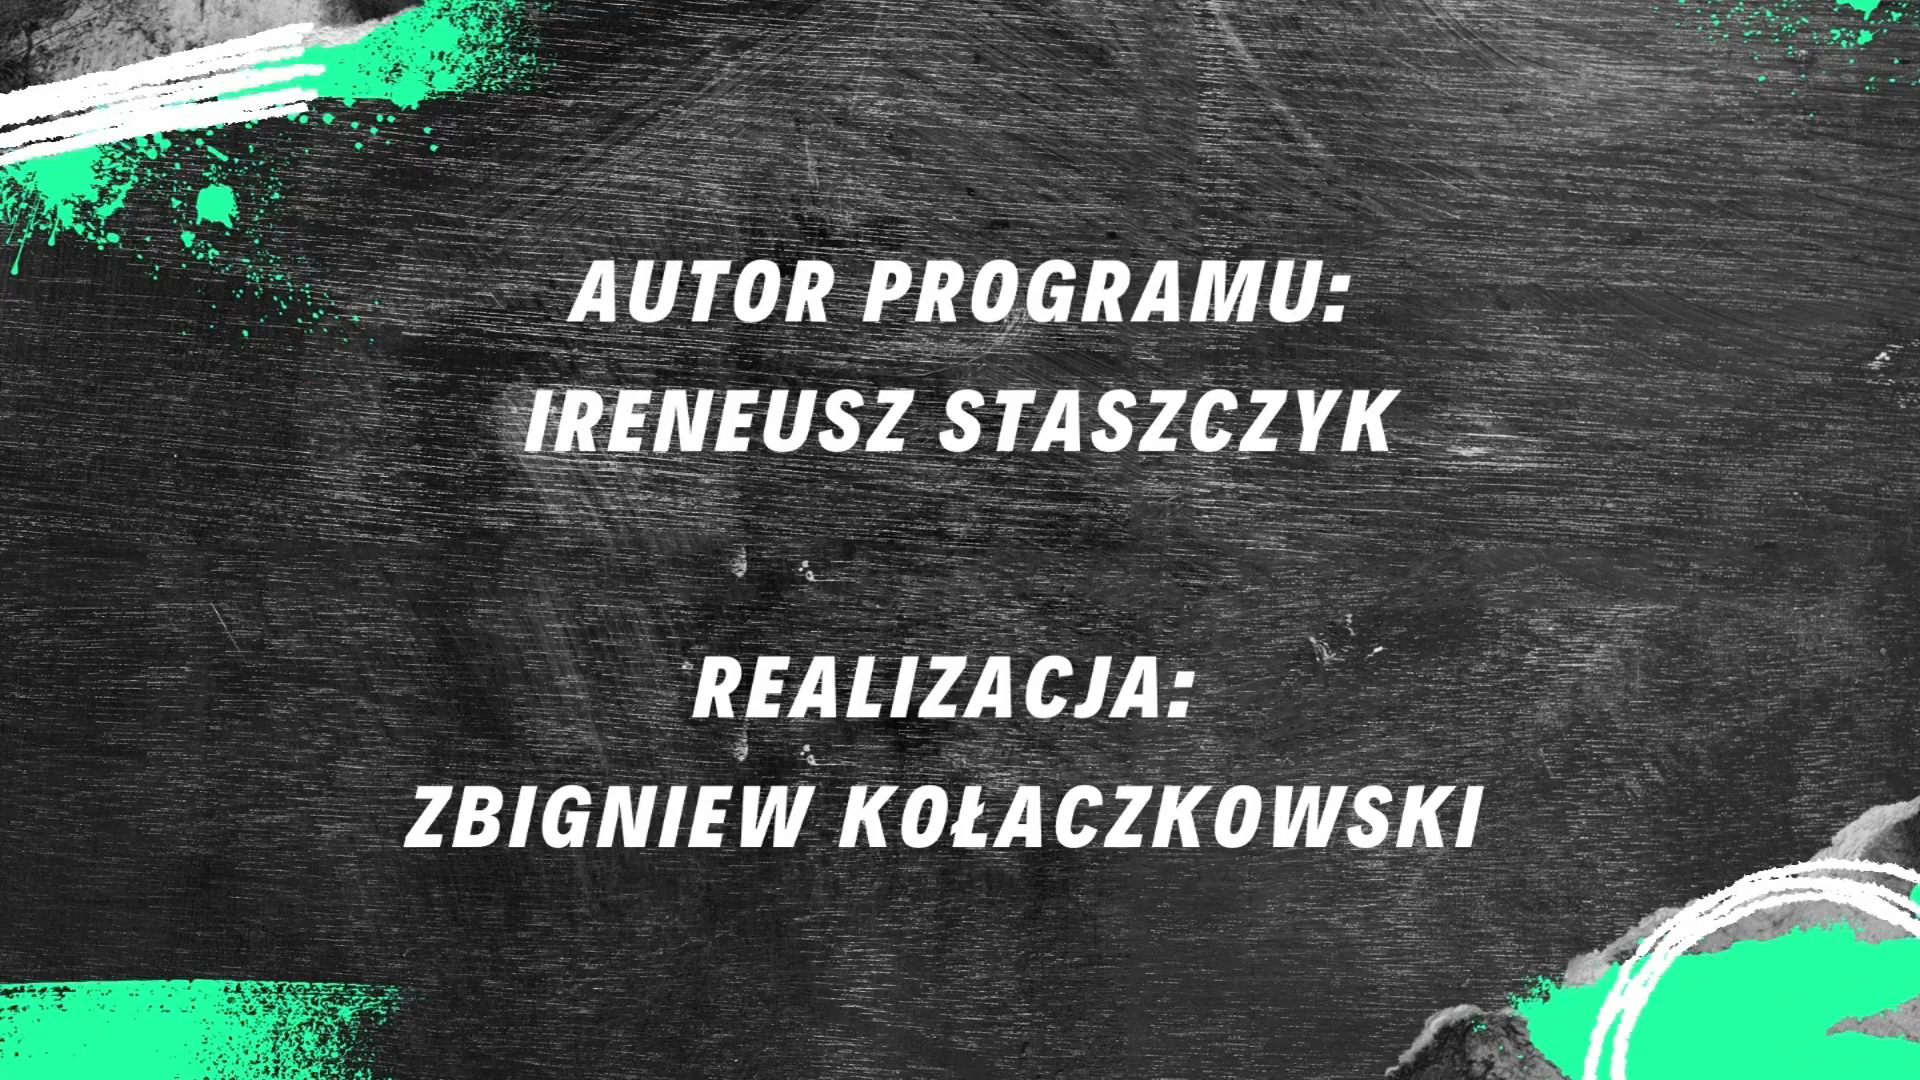 AUTOR PROGRAMU:
IRENEUSZ STASZCZYK
REALIZACJA:
ZBIGNIEW KOŁACZKOWSKI